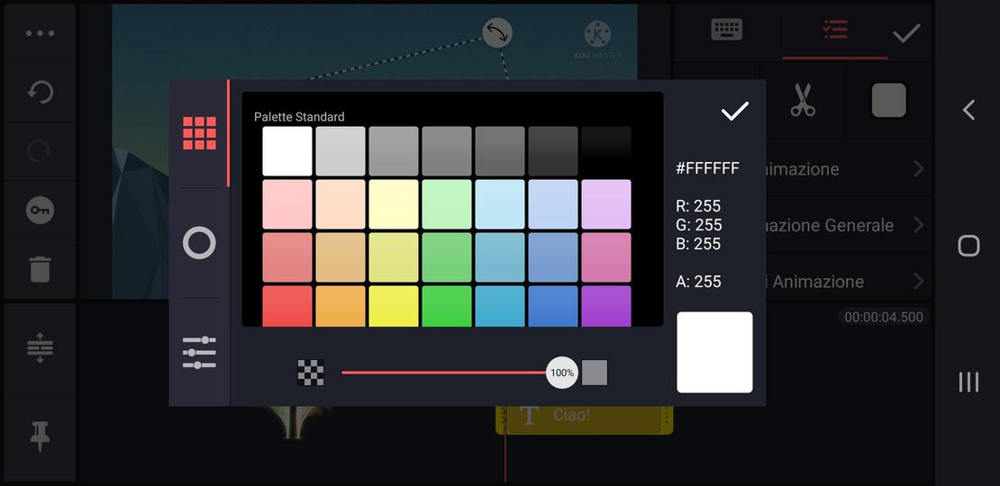 KINEMASTER
Palette Standard
#FFFFFF
R: 255
G: 255
B: 255
A: 255
100%
nimazione
nazione Generale
i Animazione
00:00:04.500
T Ciao!